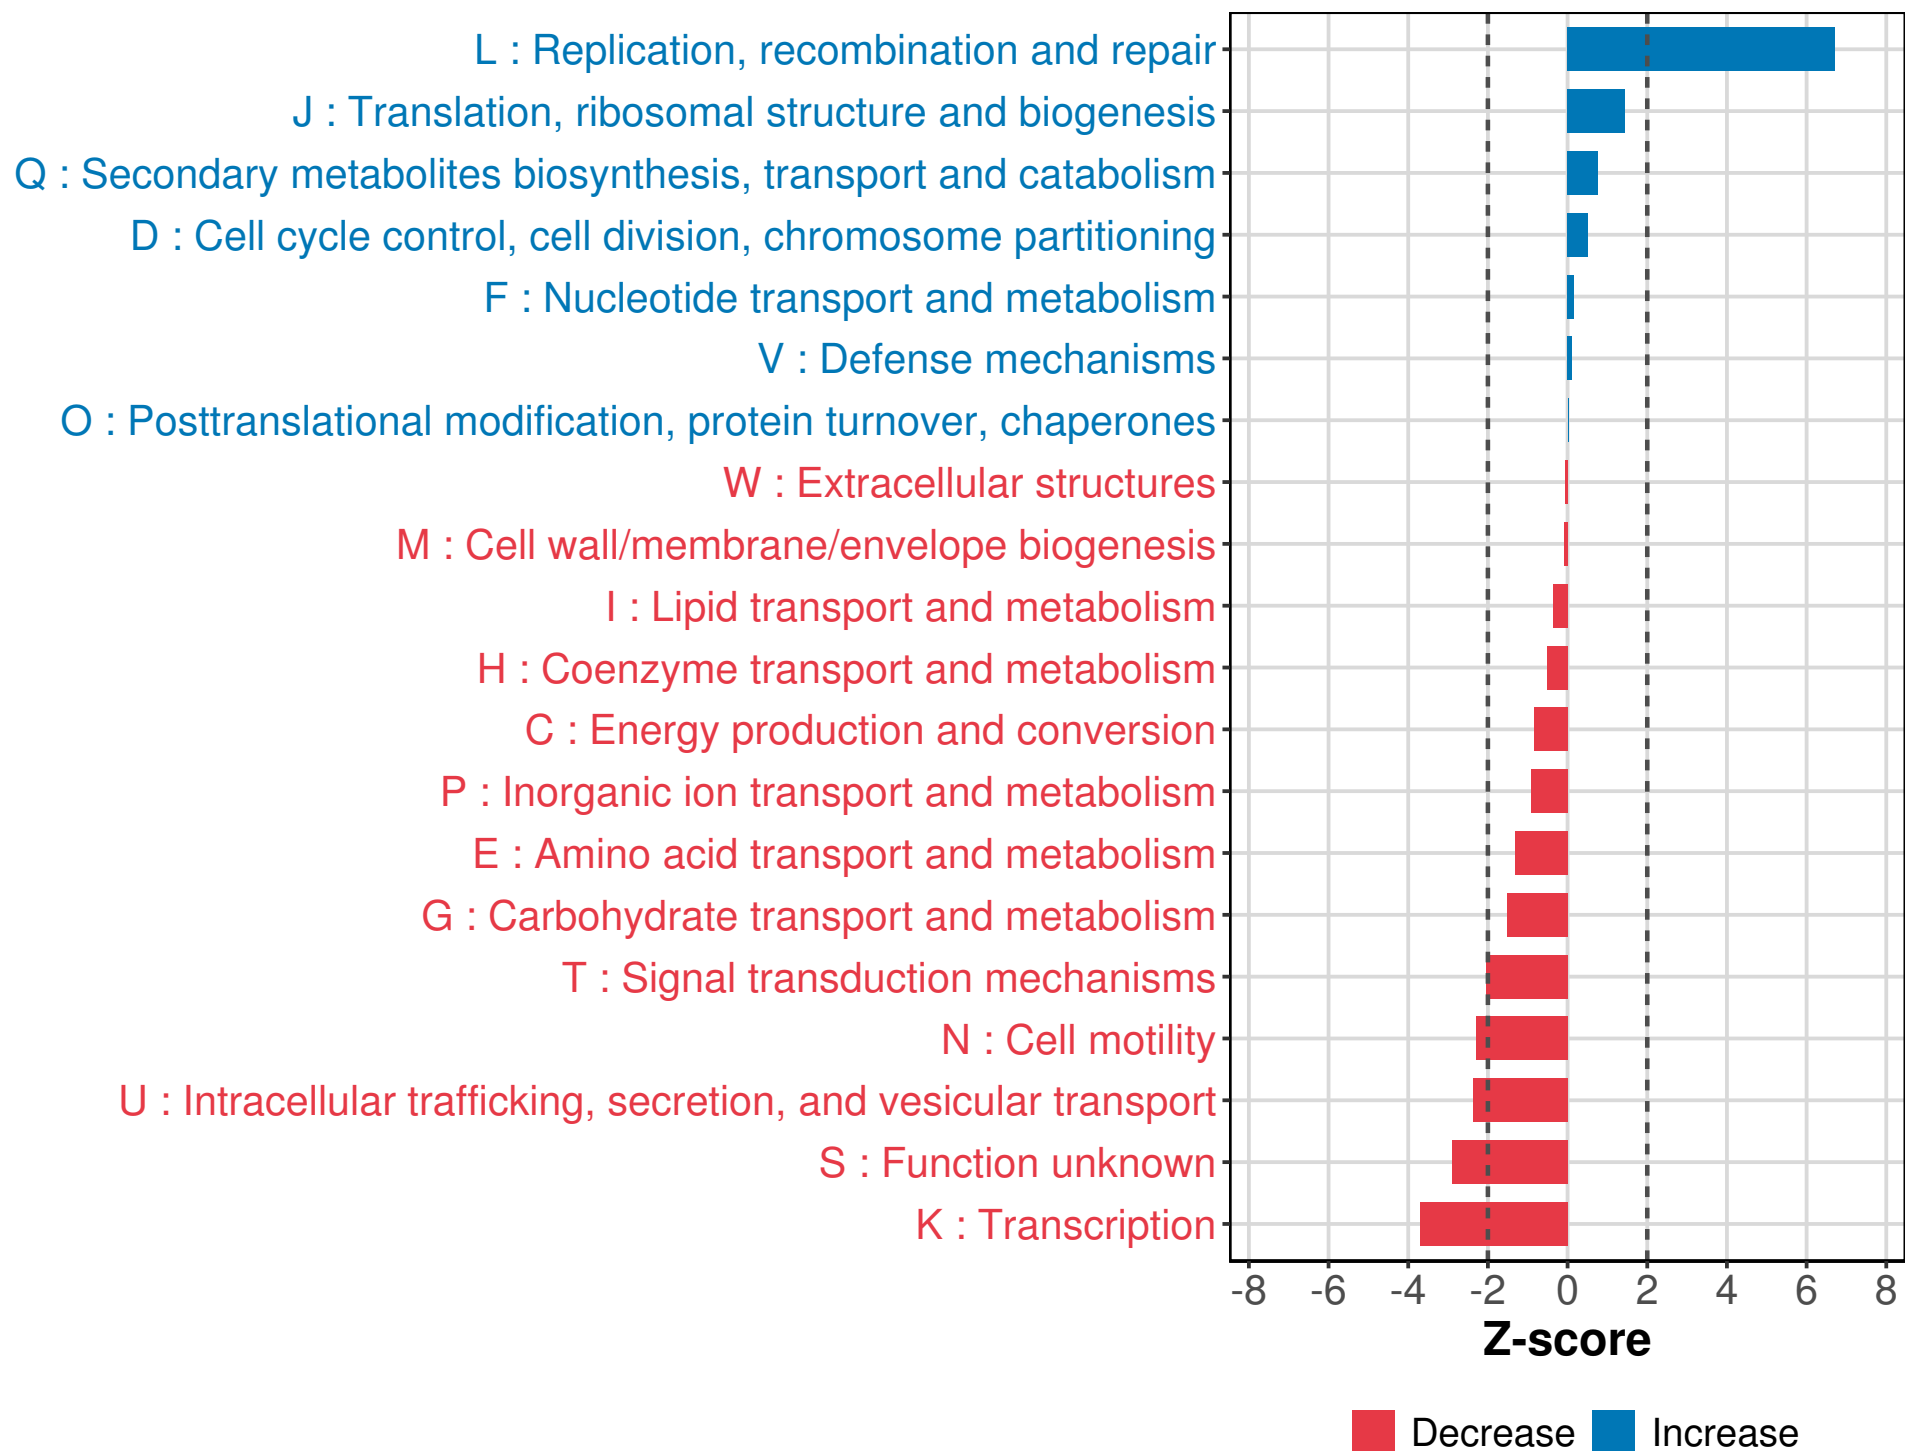 L : Replication, recombination and repair
J : Translation, ribosomal structure and biogenesis
Q : Secondary metabolites biosynthesis, transport and catabolism
D : Cell cycle control, cell division, chromosome partitioning
F : Nucleotide transport and metabolism
V : Defense mechanisms
O : Posttranslational modification, protein turnover, chaperones
W : Extracellular structures
M : Cell wall/membrane/envelope biogenesis
I : Lipid transport and metabolism
H : Coenzyme transport and metabolism
C : Energy production and conversion
P : Inorganic ion transport and metabolism
E : Amino acid transport and metabolism
G : Carbohydrate transport and metabolism
T : Signal transduction mechanisms
N : Cell motility
U : Intracellular trafficking, secretion, and vesicular transport
S : Function unknown
K : Transcription
-8 -6 -4 -2 0 2 4 6 8
Z-score
Decrease Increase